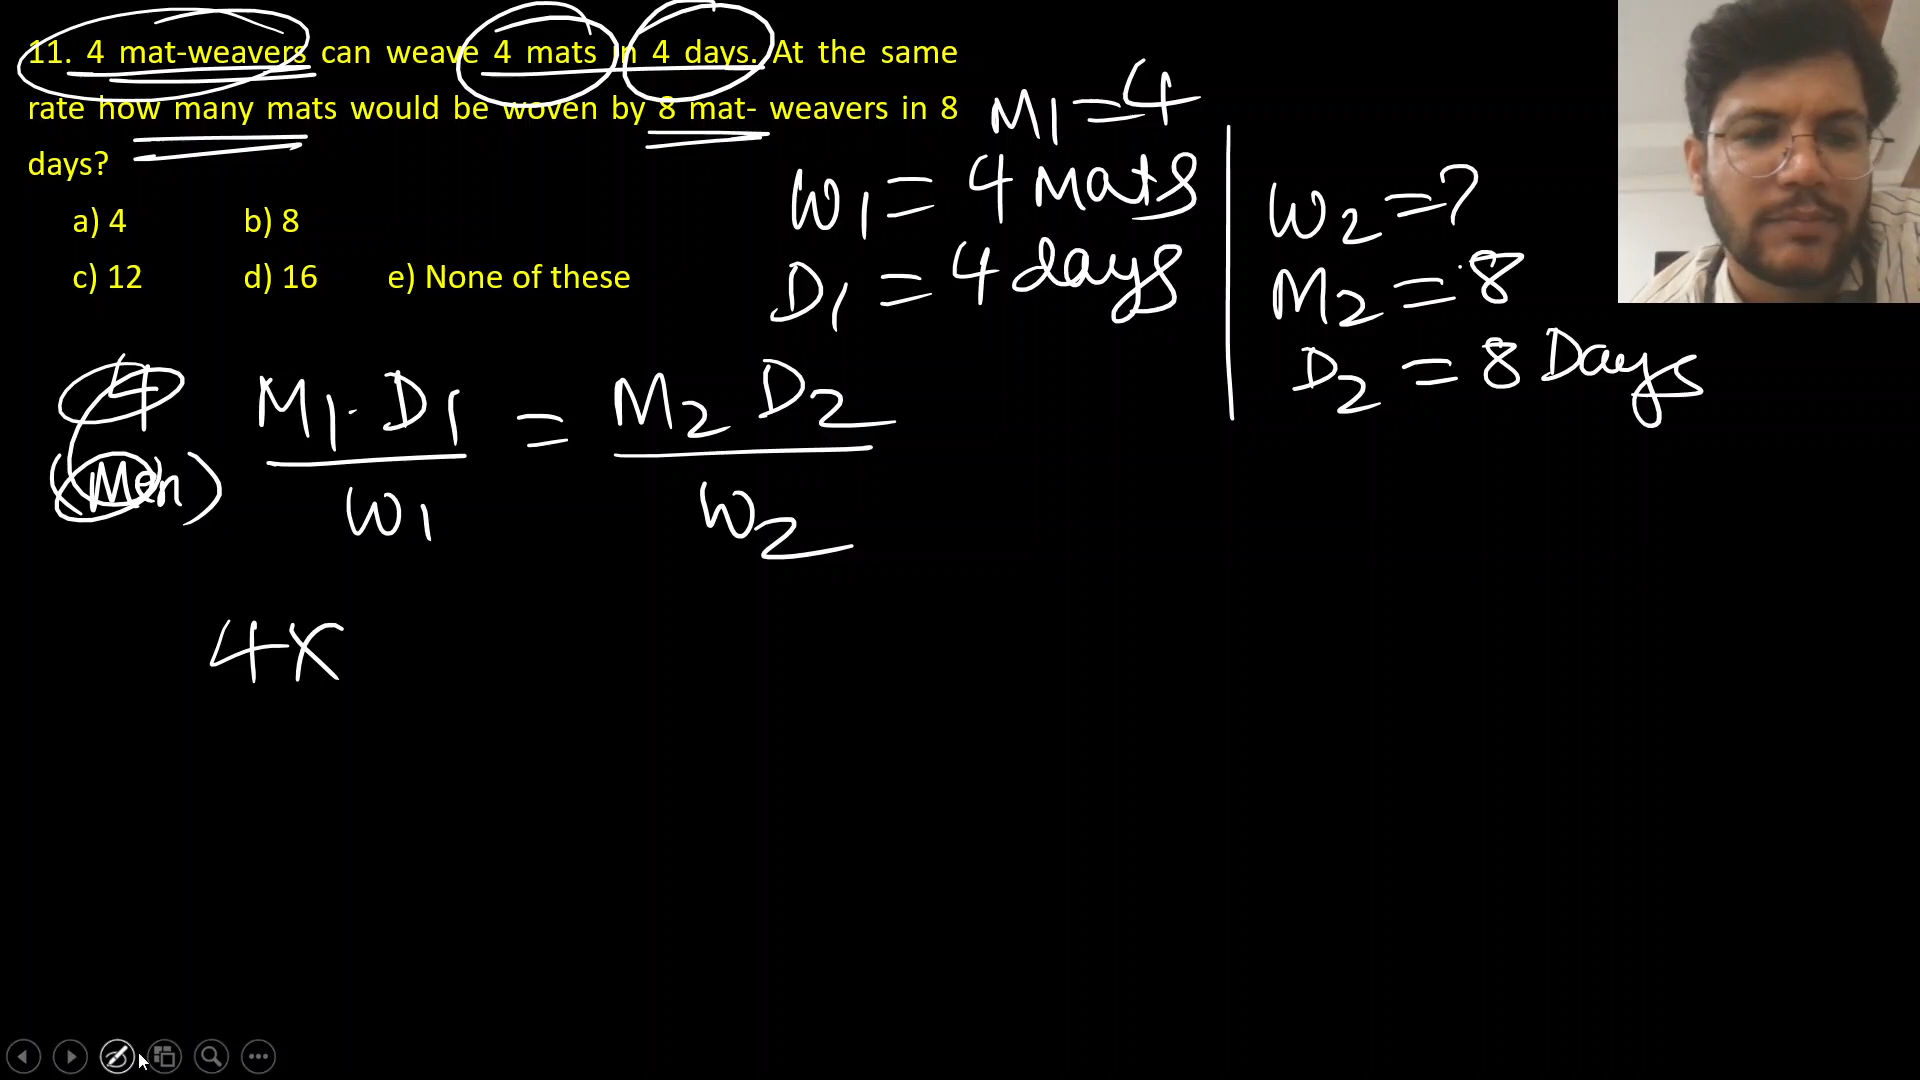 11. 4 mat-weavers can weave 4 mats in 4 days. At the same
rate how many mats would be woven by 8 mat- weavers in 8
days?
a) 4 b) 8
c) 12 d) 16 e) None of these
M1 = 4
W1 = 4 Mats
D1 = 4 days
W2 = ?
M2 = 8
D2 = 8 Days
4
(Men)
M1. D1 = M2 D2
W1 W2
4x